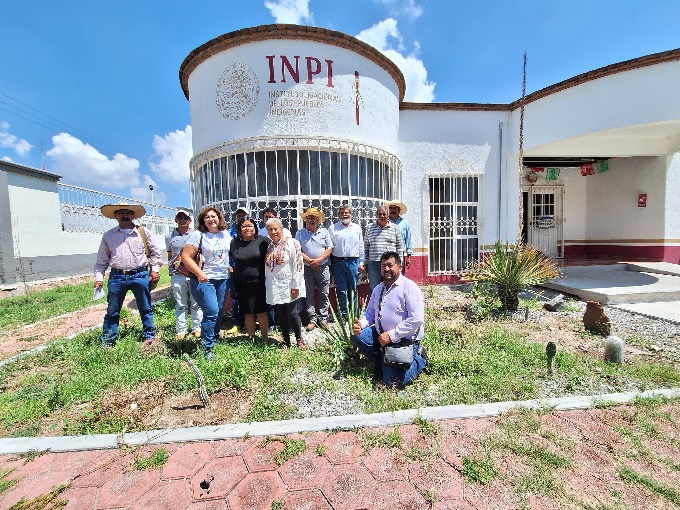 INPI
INSTITUTO NACIONAL
DE LOS PUEBLOS
INDÍGENAS